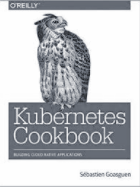 O'REILLY®
Kubernetes
Cookbook
BUILDING CLOUD NATIVE APPLICATIONS
Sébastien Goasguen